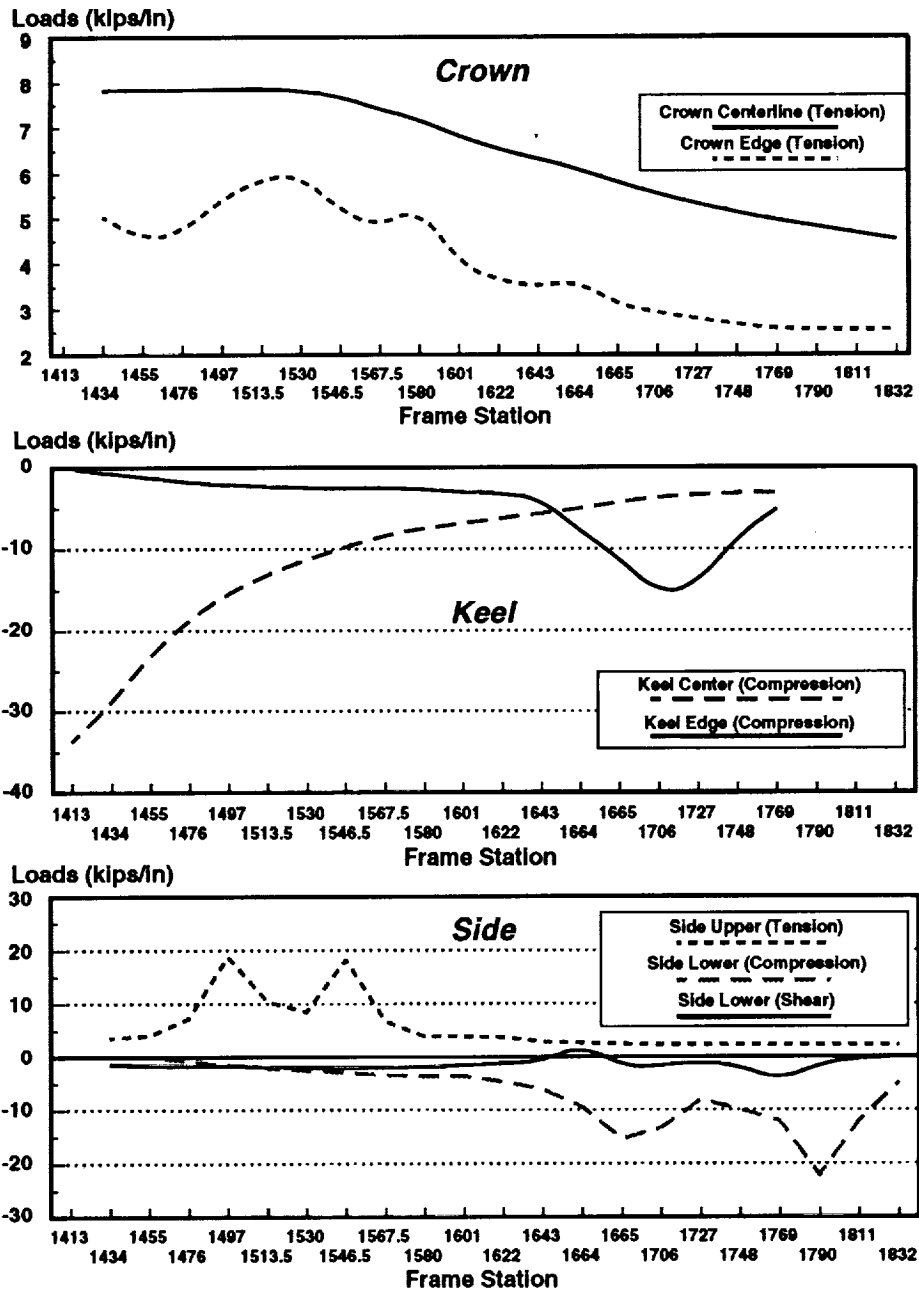 Loads (kips/in)
9
8
7
6
5
4
3
2
Crown
Crown Centerline (Tension)
Crown Edge (Tension)
1413 1455 1497 1530 1567.5 1601 1643 1665 1727 1769 1811
1434 1476 1513.5 1546.5 1580 1622 1664 1706 1748 1790 1832
Frame Station
Loads (kips/in)
0
-10
-20
-30
-40
Keel
Keel Center (Compression)
Keel Edge (Compression)
1413 1455 1497 1530 1567.5 1601 1643 1665 1727 1769 1811
1434 1476 1513.5 1546.5 1580 1622 1664 1706 1748 1790 1832
Frame Station
Loads (kips/in)
30
20
10
0
-10
-20
-30
Side
Side Upper (Tension)
Side Lower (Compression)
Side Lower (Shear)
1413 1455 1497 1530 1567.5 1601 1643 1665 1727 1769 1811
1434 1476 1513.5 1546.5 1580 1622 1664 1706 1748 1790 1832
Frame Station